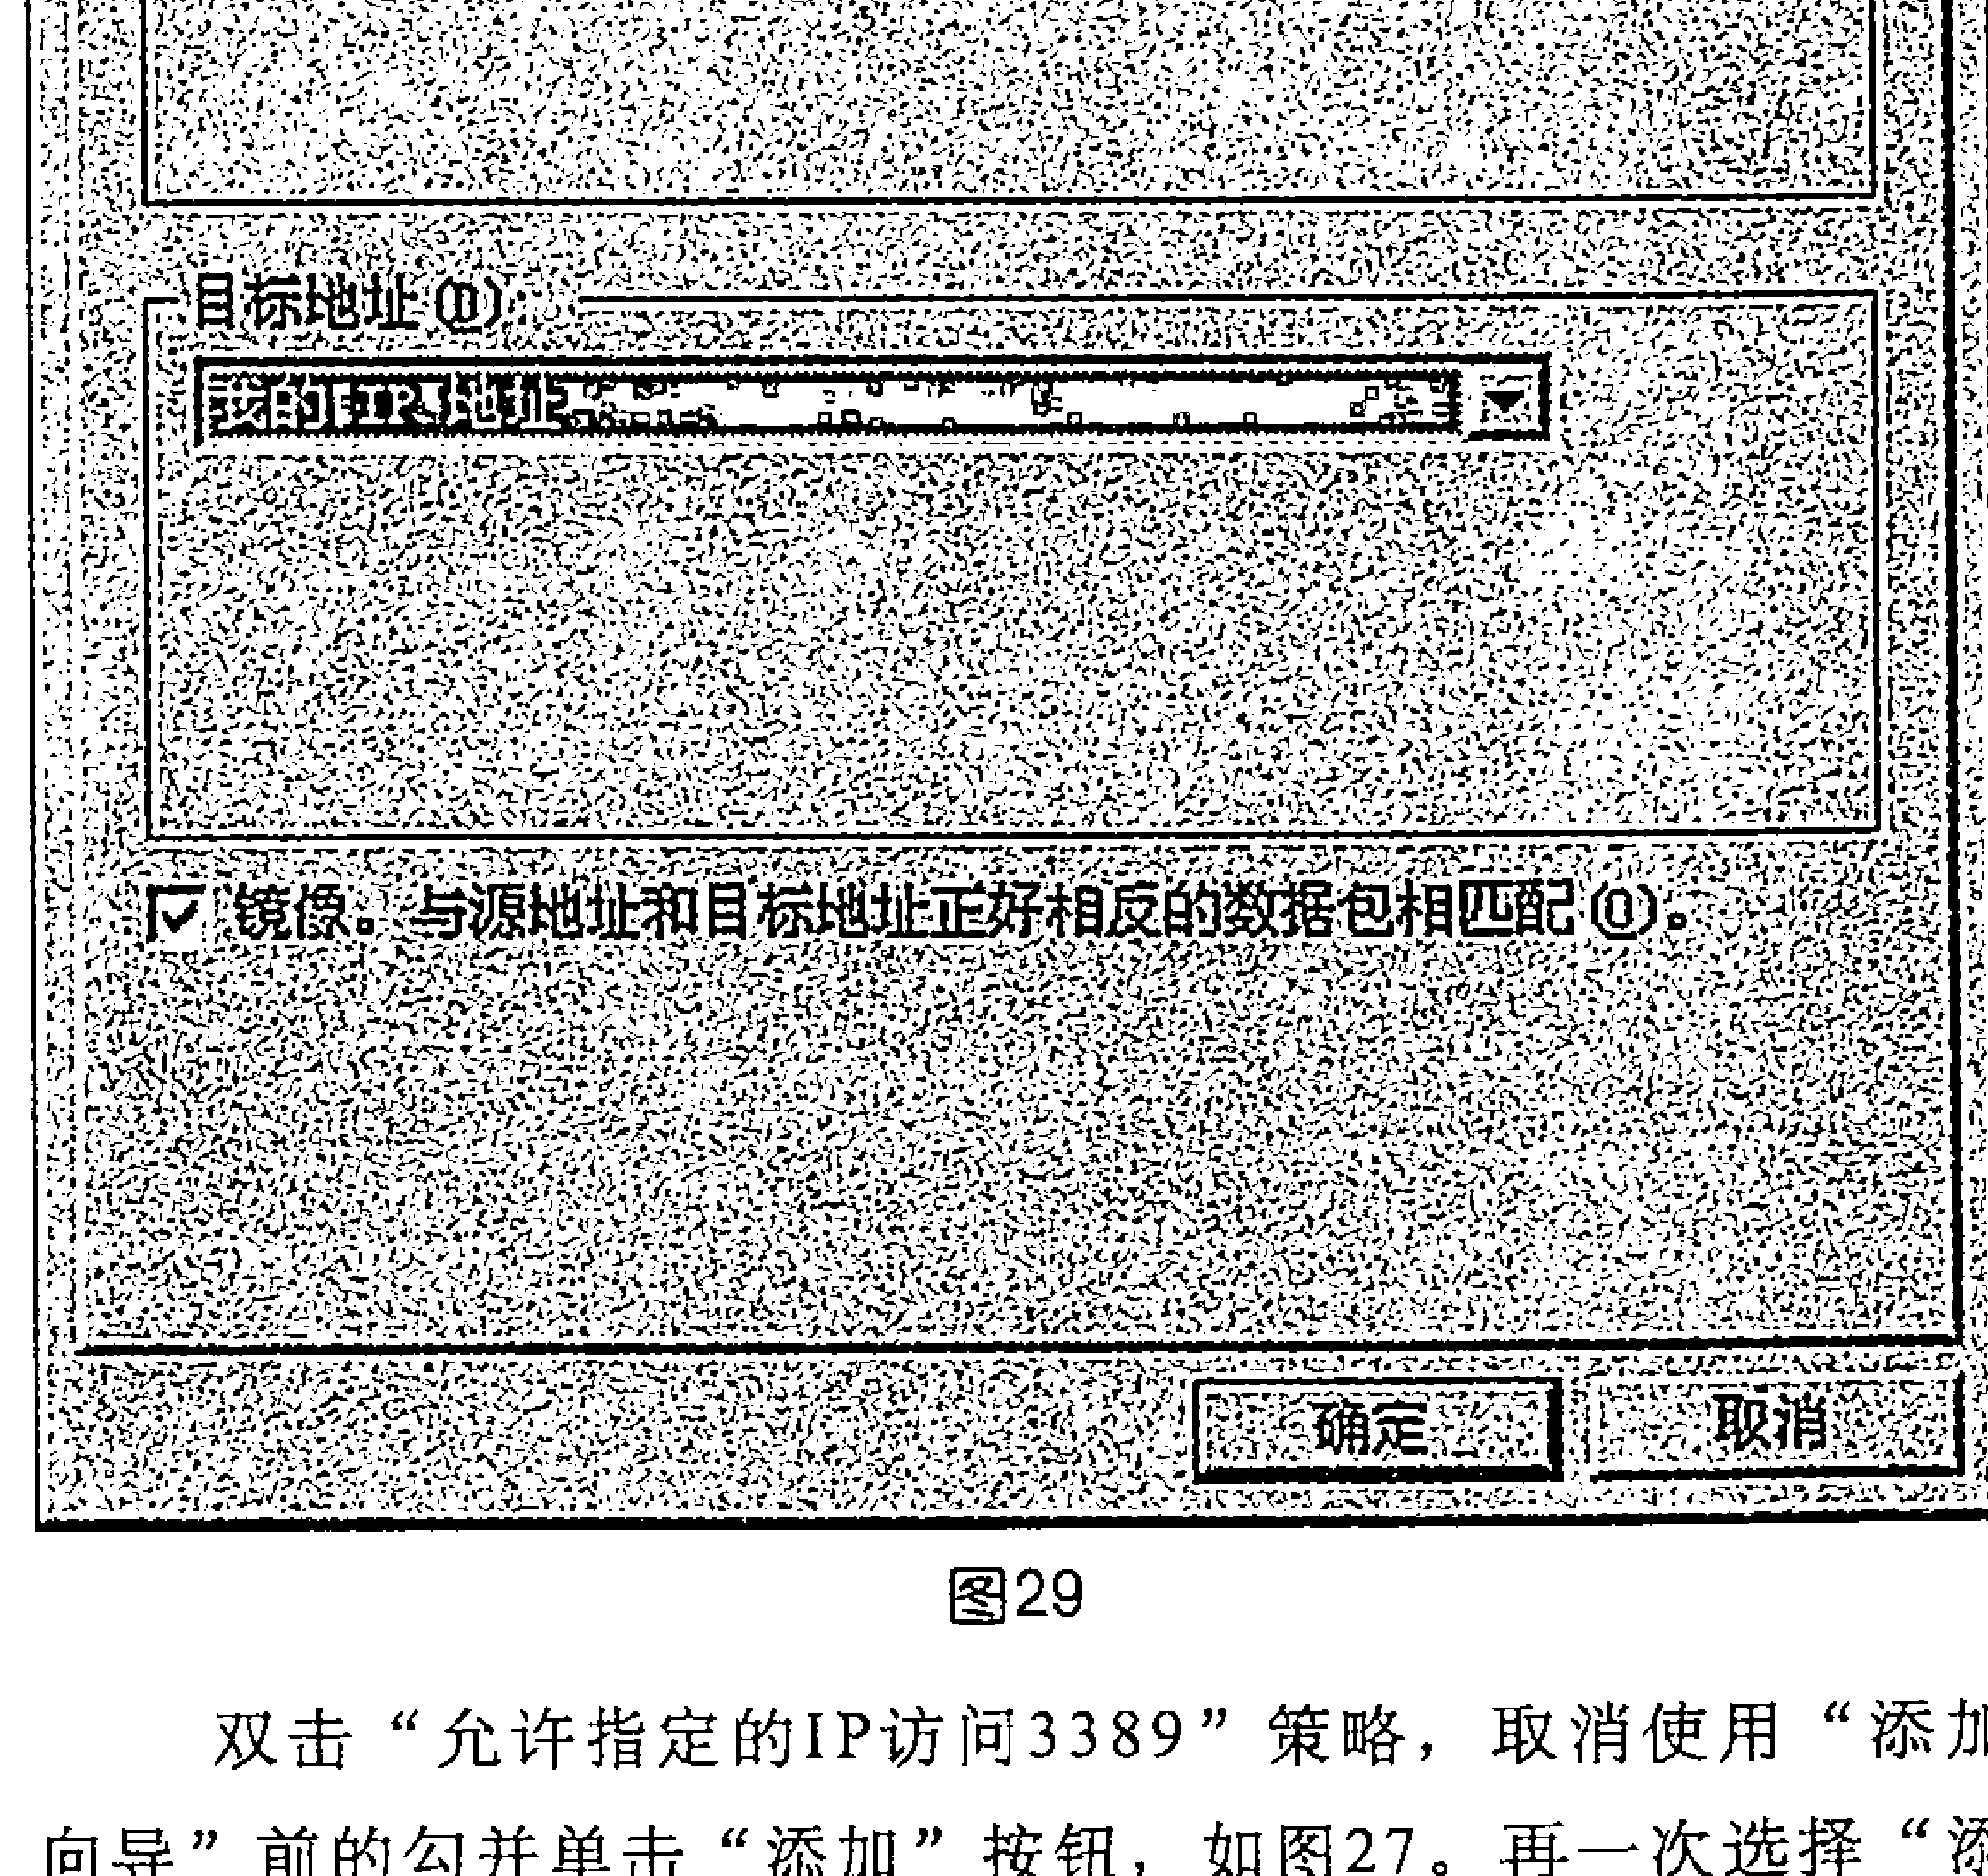 目标地址(D):
我的 IP 地址
镜像。与源地址和目标地址正好相反的数据包相匹配(O)。
确定
取消
图29
双击“允许指定的IP访问3389”策略，取消使用“添加
向导”前的勾并单击“添加”按钮，如图27。再一次选择“添